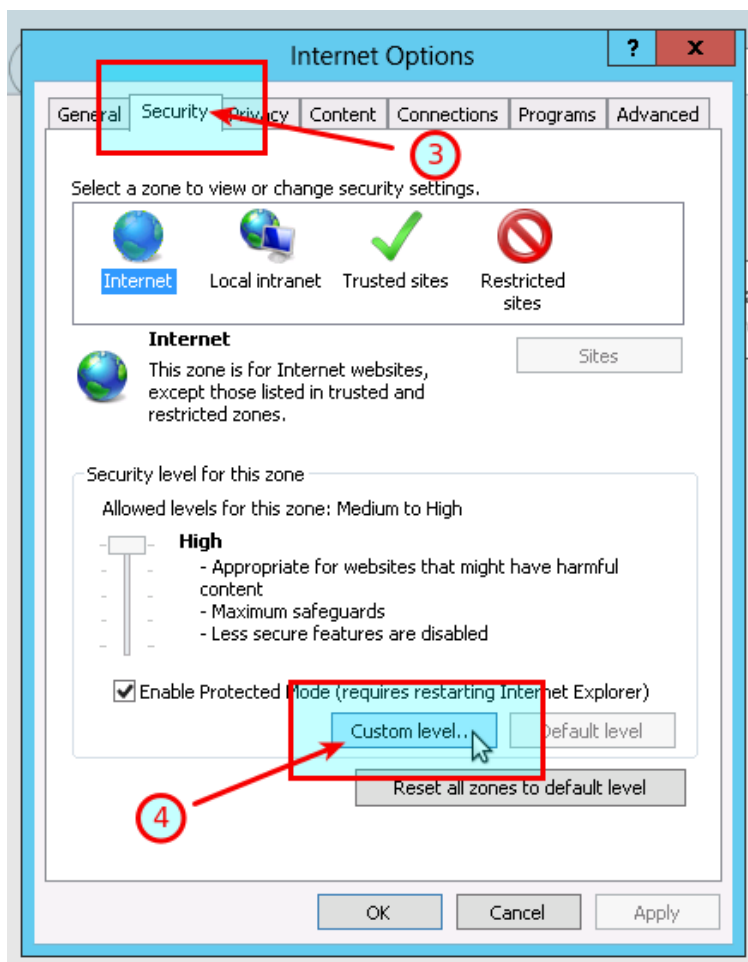 Internet Options
?
x
General Security Privacy Content Connections Programs Advanced
3
Select a zone to view or change security settings.
Internet Local intranet Trusted sites Restricted
sites
Internet
Sites
This zone is for Internet websites,
except those listed in trusted and
restricted zones.
Security level for this zone
Allowed levels for this zone: Medium to High
High
- Appropriate for websites that might have harmful
content
- Maximum safeguards
- Less secure features are disabled
Enable Protected Mode (requires restarting Internet Explorer)
Custom level... Default level
4
Reset all zones to default level
OK Cancel Apply